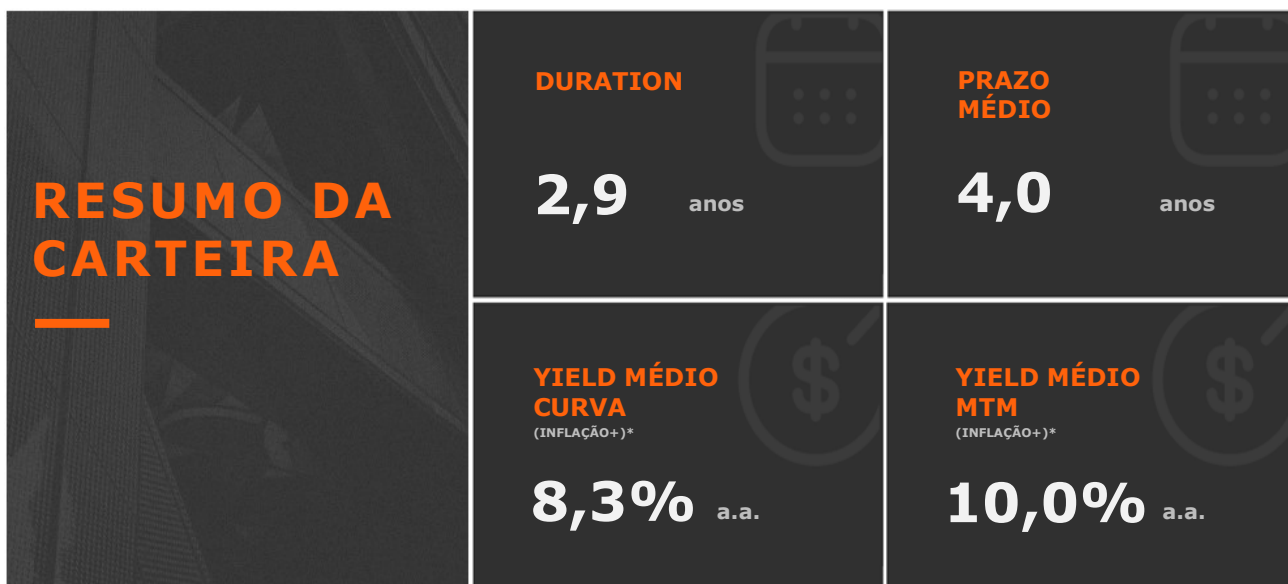 RESUMO DA
CARTEIRA
DURATION
2,9 anos
PRAZO
MÉDIO
4,0 anos
YIELD MÉDIO
CURVA
(INFLAÇÃO+)*
8,3% a.a.
YIELD MÉDIO
MTM
(INFLAÇÃO+)*
10,0% a.a.